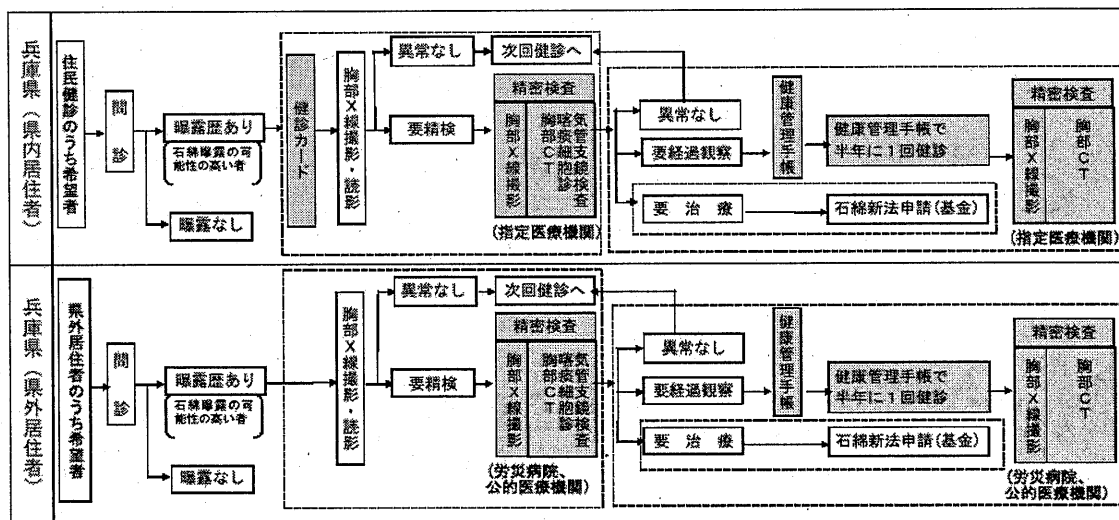 兵庫県（県内居住者）
住民健診のうち希望者
問診
曝露歴あり
石綿曝露の可
能性の高い者
曝露なし
健診カード
胸部X線撮影・読影
異常なし
次回健診へ
要精検
精密検査
胸部X線撮影
気管支鏡検査
喀痰細胞診
胸部CT
(指定医療機関)
異常なし
要経過観察
要治療
健康管理手帳
健康管理手帳で
半年に1回健診
石綿新法申請(基金)
精密検査
胸部X線撮影
胸部CT
(指定医療機関)
兵庫県（県外居住者）
県外居住者のうち希望者
問診
曝露歴あり
石綿曝露の可
能性の高い者
曝露なし
胸部X線撮影・読影
異常なし
次回健診へ
要精検
精密検査
胸部X線撮影
気管支鏡検査
喀痰細胞診
胸部CT
(労災病院、
公的医療機関)
異常なし
要経過観察
要治療
健康管理手帳
健康管理手帳で
半年に1回健診
石綿新法申請(基金)
精密検査
胸部X線撮影
胸部CT
(労災病院、
公的医療機関)